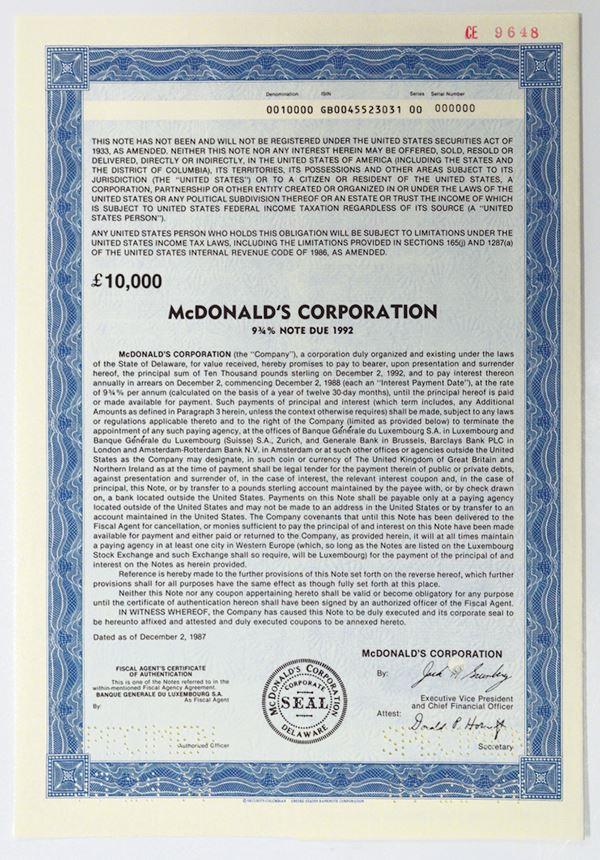 CE 9648
Denomination ISIN Series Serial Number
0010000 GB0045523031 00 000000
THIS NOTE HAS NOT BEEN AND WILL NOT BE REGISTERED UNDER THE UNITED STATES SECURITIES ACT OF
1933, AS AMENDED. NEITHER THIS NOTE NOR ANY INTEREST HEREIN MAY BE OFFERED, SOLD, RESOLD OR
DELIVERED, DIRECTLY OR INDIRECTLY, IN THE UNITED STATES OF AMERICA (INCLUDING THE STATES AND
THE DISTRICT OF COLUMBIA), ITS TERRITORIES, ITS POSSESSIONS AND OTHER AREAS SUBJECT TO ITS
JURISDICTION (THE "UNITED STATES") OR TO A CITIZEN OR RESIDENT OF THE UNITED STATES, A
CORPORATION, PARTNERSHIP OR OTHER ENTITY CREATED OR ORGANIZED IN OR UNDER THE LAWS OF THE
UNITED STATES OR ANY POLITICAL SUBDIVISION THEREOF OR AN ESTATE OR TRUST THE INCOME OF WHICH
IS SUBJECT TO UNITED STATES FEDERAL INCOME TAXATION REGARDLESS OF ITS SOURCE (A "UNITED
STATES PERSON").
ANY UNITED STATES PERSON WHO HOLDS THIS OBLIGATION WILL BE SUBJECT TO LIMITATIONS UNDER THE
UNITED STATES INCOME TAX LAWS, INCLUDING THE LIMITATIONS PROVIDED IN SECTIONS 165(j) AND 1287(a)
OF THE UNITED STATES INTERNAL REVENUE CODE OF 1986, AS AMENDED.
£10,000
McDONALD'S CORPORATION
9¾% NOTE DUE 1992
McDONALD'S CORPORATION (the "Company"), a corporation duly organized and existing under the laws
of the State of Delaware, for value received, hereby promises to pay to bearer, upon presentation and surrender
hereof, the principal sum of Ten Thousand pounds sterling on December 2, 1992, and to pay interest thereon
annually in arrears on December 2, commencing December 2, 1988 (each an "Interest Payment Date"), at the rate
of 9¾% per annum (calculated on the basis of a year of twelve 30-day months), until the principal hereof is paid
or made available for payment. Such payments of principal and interest (which term includes, any Additional
Amounts as defined in Paragraph 3 herein, unless the context otherwise requires) shall be made, subject to any laws
or regulations applicable thereto and to the right of the Company (limited as provided below) to terminate the
appointment of any such paying agency, at the offices of Banque Générale du Luxembourg S.A. in Luxembourg and
Banque Générale du Luxembourg (Suisse) S.A., Zurich, and Generale Bank in Brussels, Barclays Bank PLC in
London and Amsterdam-Rotterdam Bank N.V. in Amsterdam or at such other offices or agencies outside the United
States as the Company may designate, in such coin or currency of The United Kingdom of Great Britain and
Northern Ireland as at the time of payment shall be legal tender for the payment therein of public or private debts,
against presentation and surrender of, in the case of interest, the relevant interest coupon and, in the case of
principal, this Note, or by transfer to a pounds sterling account maintained by the payee with, or by check drawn
on, a bank located outside the United States. Payments on this Note shall be payable only at a paying agency
located outside of the United States and may not be made to an address in the United States or by transfer to an
account maintained in the United States. The Company covenants that until this Note has been delivered to the
Fiscal Agent for cancellation, or monies sufficient to pay the principal of and interest on this Note have been made
available for payment and either paid or returned to the Company, as provided herein, it will at all times maintain
a paying agency in at least one city in Western Europe (which, so long as the Notes are listed on the Luxembourg
Stock Exchange and such Exchange shall so require, will be Luxembourg) for the payment of the principal of and
interest on the Notes as herein provided.
Reference is hereby made to the further provisions of this Note set forth on the reverse hereof, which further
provisions shall for all purposes have the same effect as though fully set forth at this place.
Neither this Note nor any coupon appertaining hereto shall be valid or become obligatory for any purpose
until the certificate of authentication hereon shall have been signed by an authorized officer of the Fiscal Agent.
IN WITNESS WHEREOF, the Company has caused this Note to be duly executed and its corporate seal to
be hereunto affixed and attested and duly executed coupons to be annexed hereto.
Dated as of December 2, 1987
McDONALD'S CORPORATION
FISCAL AGENT'S CERTIFICATE
OF AUTHENTICATION
This is one of the Notes referred to in the
within-mentioned Fiscal Agency Agreement.
BANQUE GENERALE DU LUXEMBOURG S.A.
As Fiscal Agent
By:
Authorized Officer
McDONALD'S CORPORATION
CORPORATE
SEAL
DELAWARE
By: Jack M. Greenberg
Executive Vice President
and Chief Financial Officer
Attest: Donald P. Horwitz
Secretary
© SECURITY-COLUMBIAN UNITED STATES BANKNOTE CORPORATION